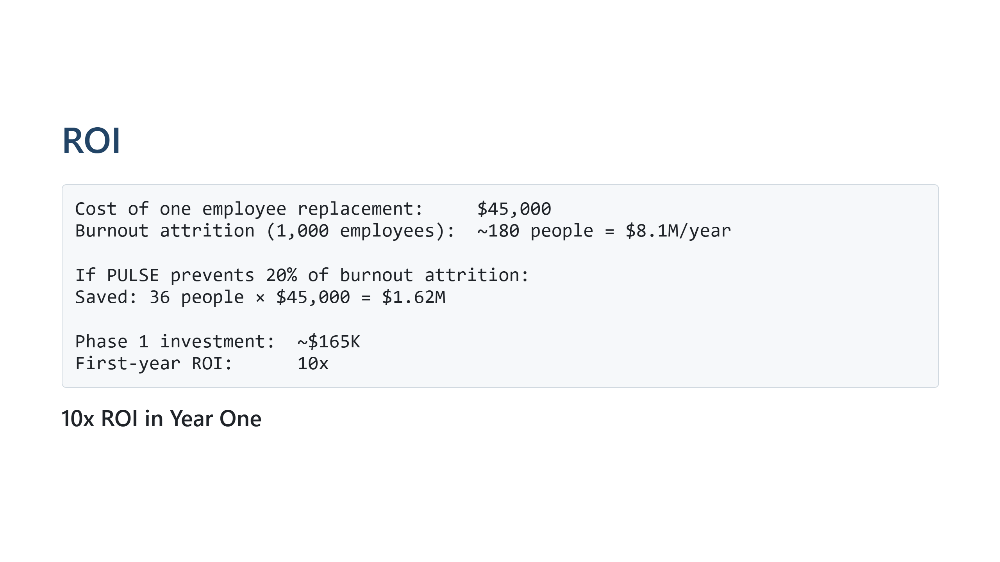 ROI
Cost of one employee replacement:     $45,000
Burnout attrition (1,000 employees):  ~180 people = $8.1M/year
If PULSE prevents 20% of burnout attrition:
Saved: 36 people × $45,000 = $1.62M
Phase 1 investment:  ~$165K
First-year ROI:      10x
10x ROI in Year One